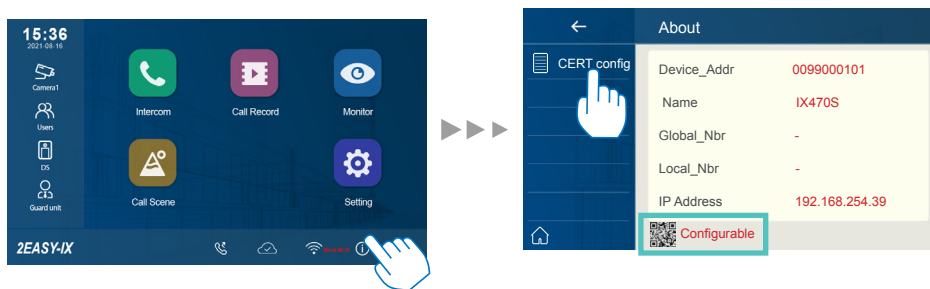 15:36
2021-08-16
Camera1
Users
DS
Guard unit
Intercom
Call Record
Monitor
Call Scene
Setting
2EASY-IX
About
CERT config
Device_Addr 0099000101
Name IX470S
Global_Nbr -
Local_Nbr -
IP Address 192.168.254.39
Configurable